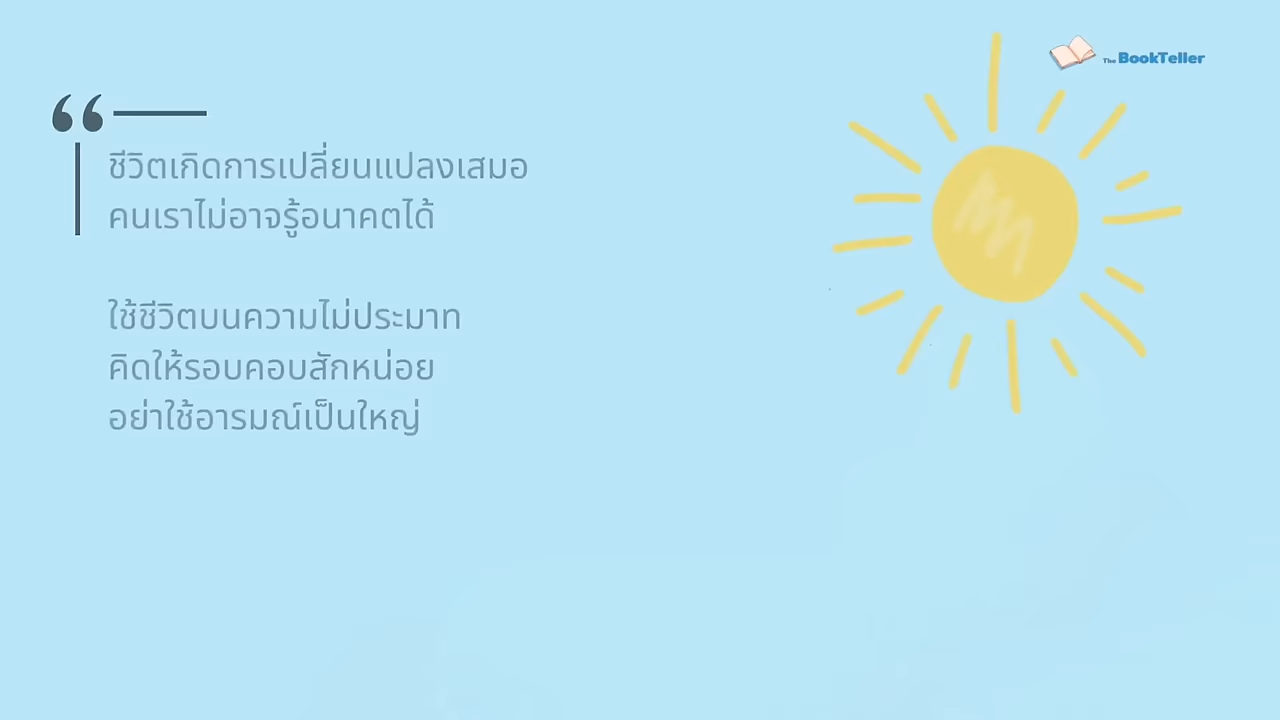 The BookTeller
“
ชีวิตเกิดการเปลี่ยนแปลงเสมอ
คนเราไม่อาจรู้อนาคตได้
ใช้ชีวิตบนความไม่ประมาท
คิดให้รอบคอบสักหน่อย
อย่าใช้อารมณ์เป็นใหญ่